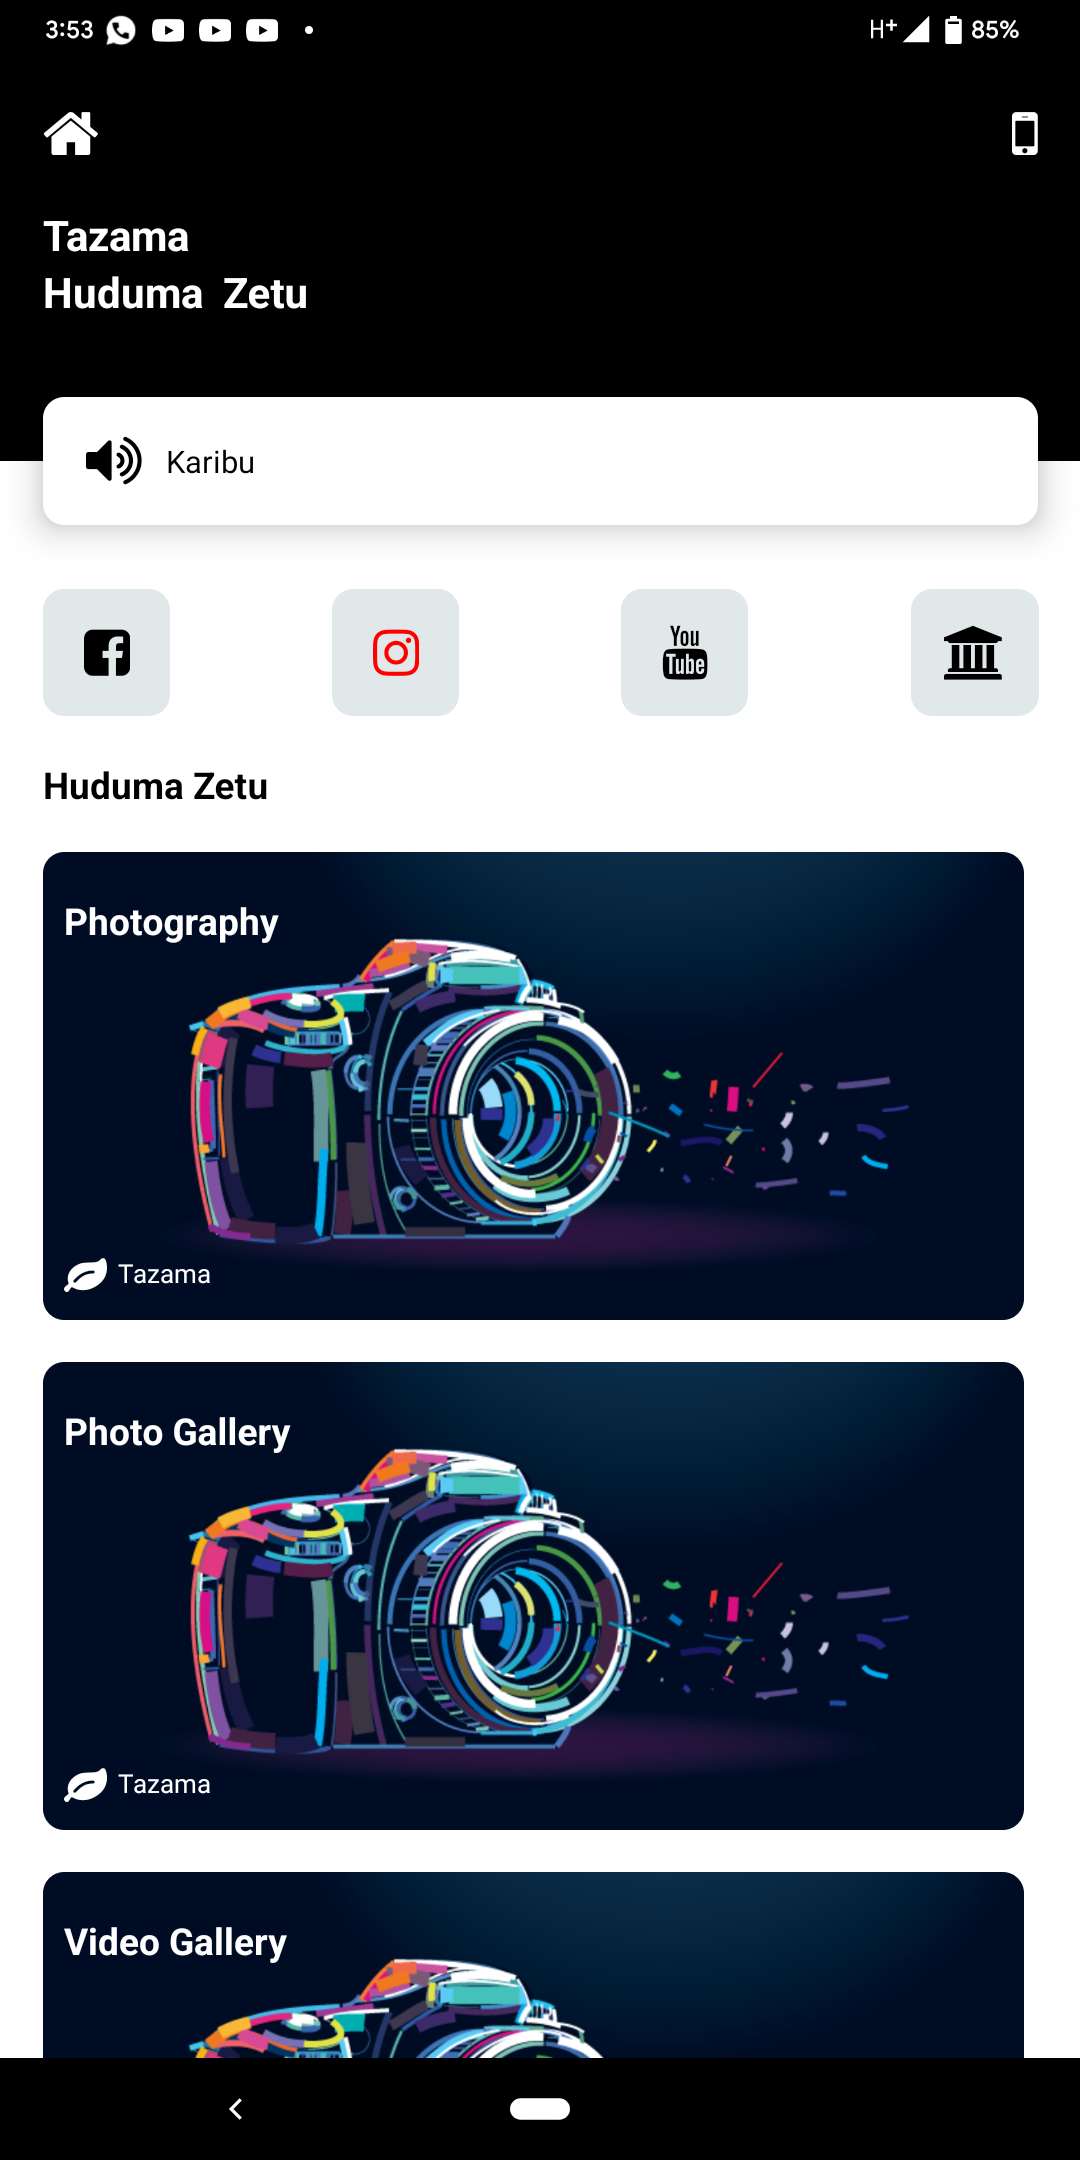 3:53
H+ 85%
Tazama
Huduma Zetu
Karibu
You
Tube
Huduma Zetu
Photography
Tazama
Photo Gallery
Tazama
Video Gallery